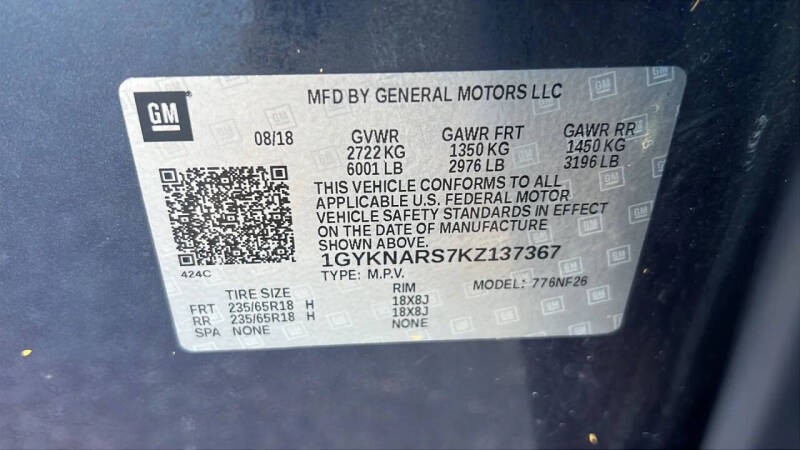 GM
MFD BY GENERAL MOTORS LLC
08/18 GVWR GAWR FRT GAWR RR
2722 KG 1350 KG 1450 KG
6001 LB 2976 LB 3196 LB
THIS VEHICLE CONFORMS TO ALL
APPLICABLE U.S. FEDERAL MOTOR
VEHICLE SAFETY STANDARDS IN EFFECT
ON THE DATE OF MANUFACTURE
SHOWN ABOVE.
424C
1GYKNARS7KZ137367
TYPE: M.P.V. MODEL: 776NF26
TIRE SIZE RIM
FRT 235/65R18 H 18X8J
RR 235/65R18 H 18X8J
SPA NONE NONE